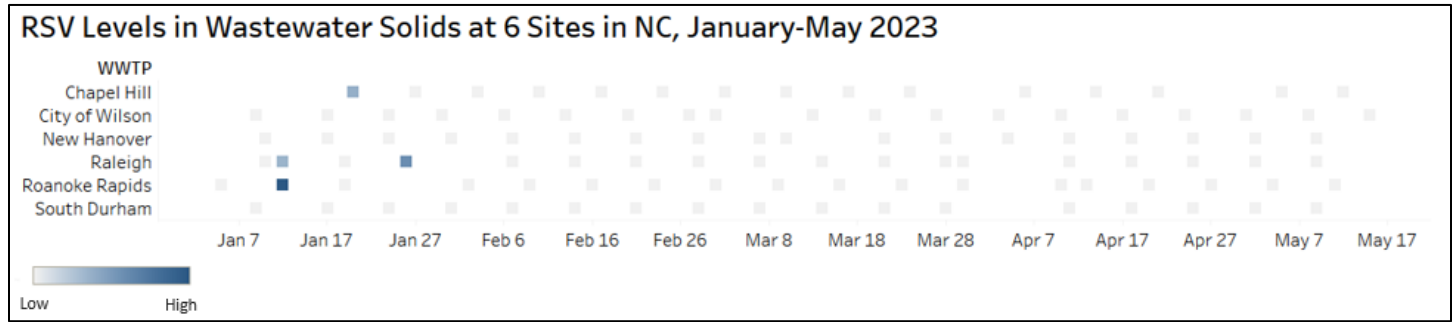 RSV Levels in Wastewater Solids at 6 Sites in NC, January-May 2023
WWTP
Chapel Hill
City of Wilson
New Hanover
Raleigh
Roanoke Rapids
South Durham
Jan 7 Jan 17 Jan 27 Feb 6 Feb 16 Feb 26 Mar 8 Mar 18 Mar 28 Apr 7 Apr 17 Apr 27 May 7 May 17
Low High